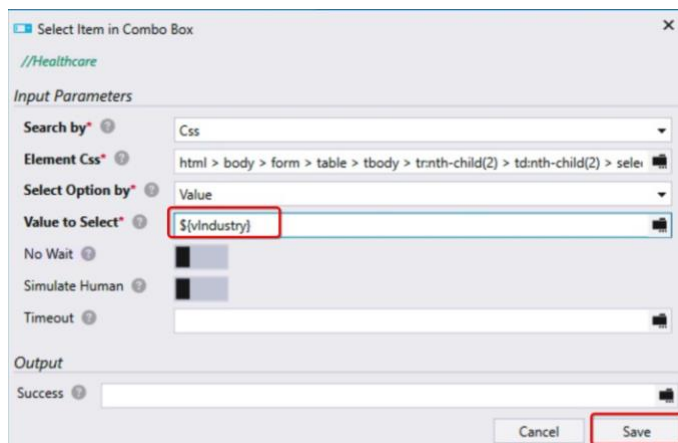 Select Item in Combo Box
//Healthcare
Input Parameters
Search by* Css
Element Css* html > body > form > table > tbody > tr:nth-child(2) > td:nth-child(2) > selec
Select Option by* Value
Value to Select* ${vIndustry}
No Wait
Simulate Human
Timeout
Output
Success
Cancel Save